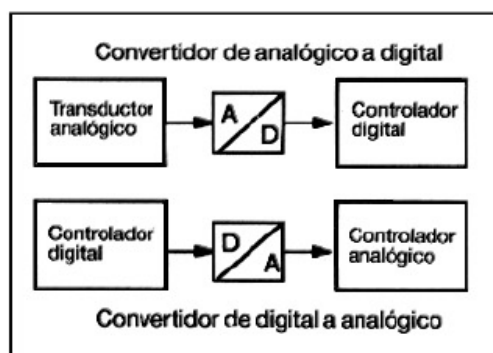 Convertidor de analógico a digital
Transductor
analógico
A
D
Controlador
digital
Controlador
digital
D
A
Controlador
analógico
Convertidor de digital a analógico